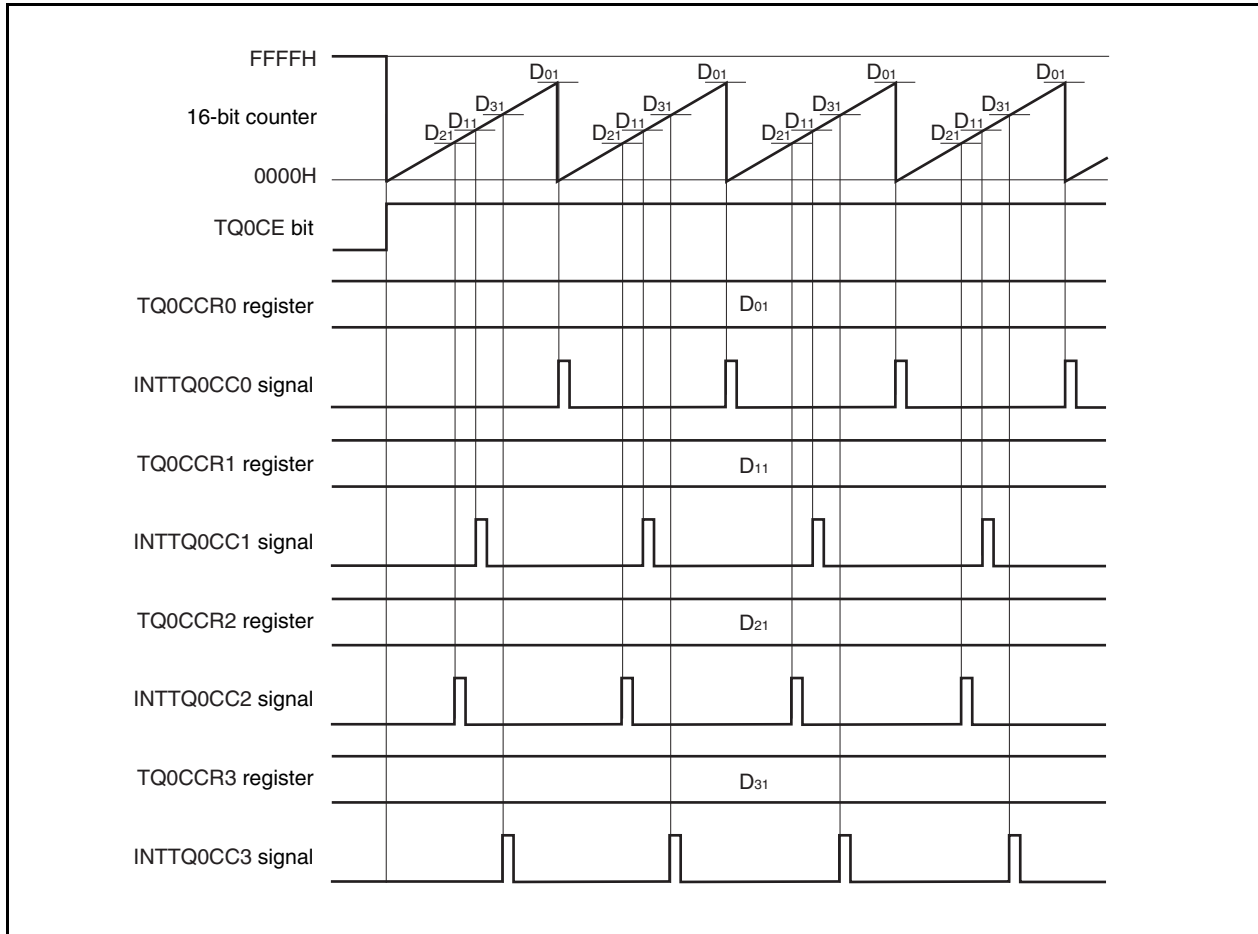 FFFFH
16-bit counter
0000H
D01 D01 D01 D01
D31 D31 D31 D31
D11 D11 D11 D11
D21 D21 D21 D21
TQ0CE bit
TQ0CCR0 register
D01
INTTQ0CC0 signal
TQ0CCR1 register
D11
INTTQ0CC1 signal
TQ0CCR2 register
D21
INTTQ0CC2 signal
TQ0CCR3 register
D31
INTTQ0CC3 signal